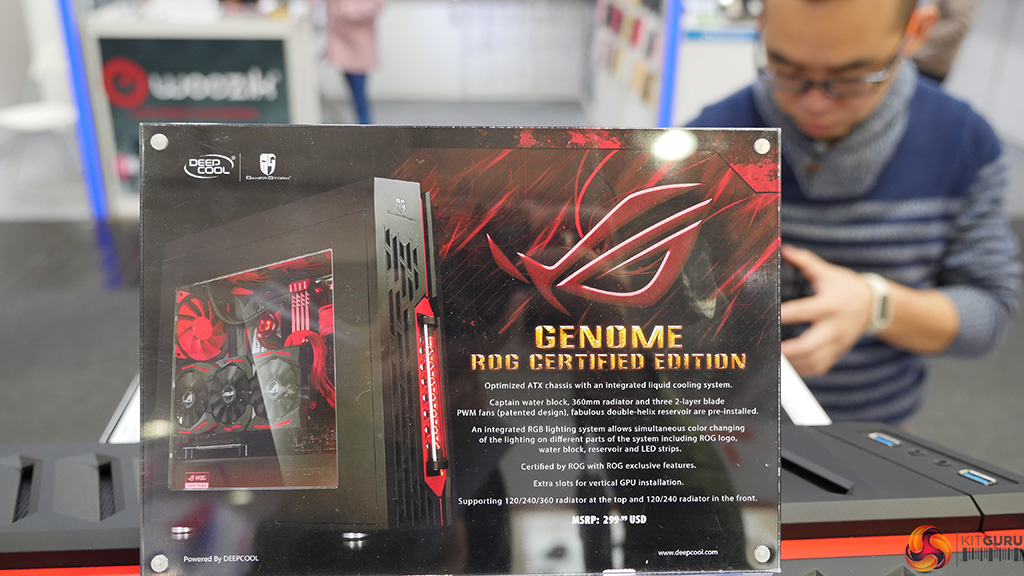 woozik
DEEP
COOL
GAMERSTORM
GENOME
ROG CERTIFIED EDITION
Optimized ATX chassis with an integrated liquid cooling system.
Captain water block, 360mm radiator and three 2-layer blade
PWM fans (patented design), fabulous double-helix reservoir are pre-installed.
An integrated RGB lighting system allows simultaneous color changing
of the lighting on different parts of the system including ROG logo,
water block, reservoir and LED strips.
Certified by ROG with ROG exclusive features.
Extra slots for vertical GPU installation.
Supporting 120/240/360 radiator at the top and 120/240 radiator in the front.
MSRP: 299.99 USD
ROG
Powered By DEEPCOOL
www.deepcool.com
KITGURU